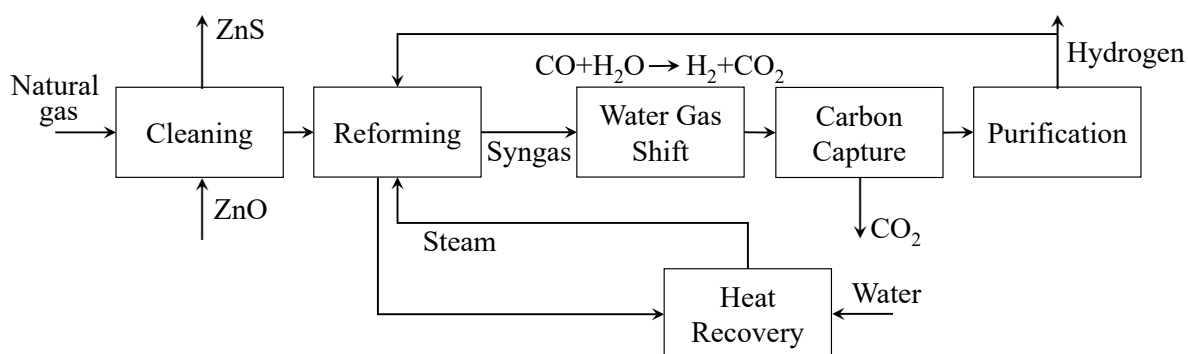 ZnS
Hydrogen
CO+H₂O → H₂+CO₂
Natural
gas
Cleaning
Reforming
Syngas
Water Gas
Shift
Carbon
Capture
Purification
ZnO
Steam
CO₂
Heat
Recovery
Water